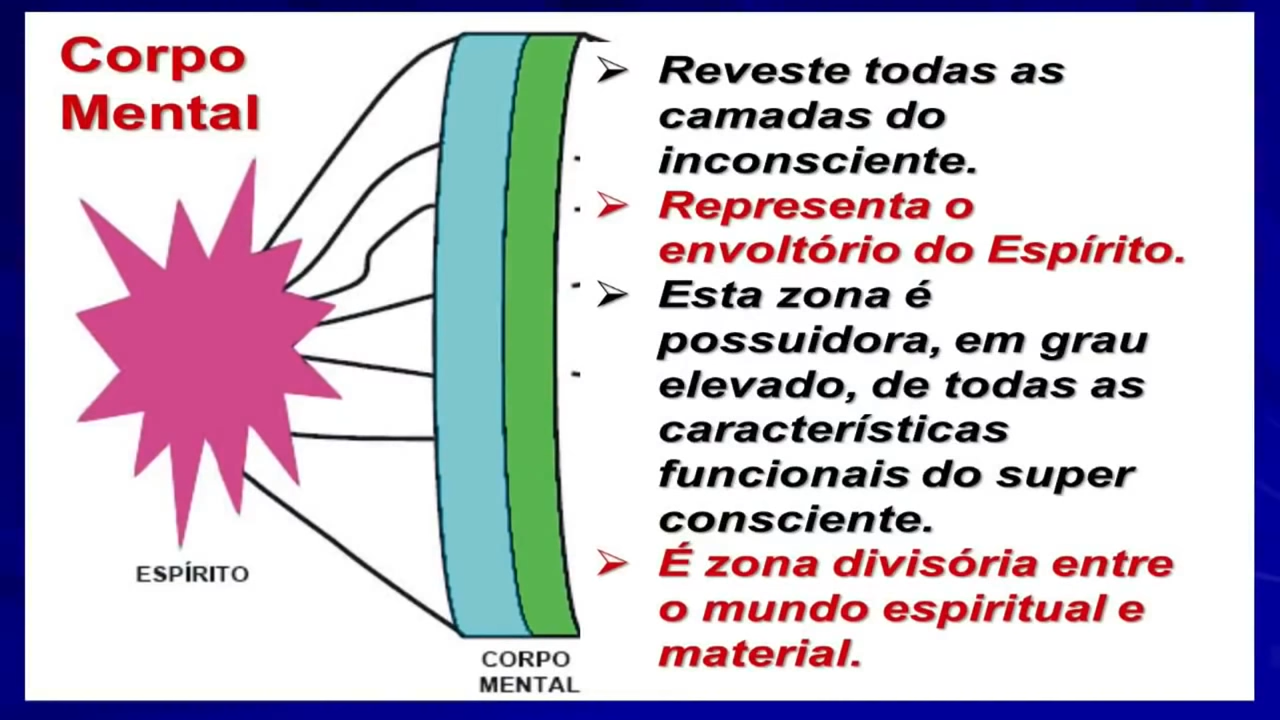 Corpo
Mental
ESPÍRITO
CORPO
MENTAL
Reveste todas as
camadas do
inconsciente.
Representa o
envoltório do Espírito.
Esta zona é
possuidora, em grau
elevado, de todas as
características
funcionais do super
consciente.
É zona divisória entre
o mundo espiritual e
material.